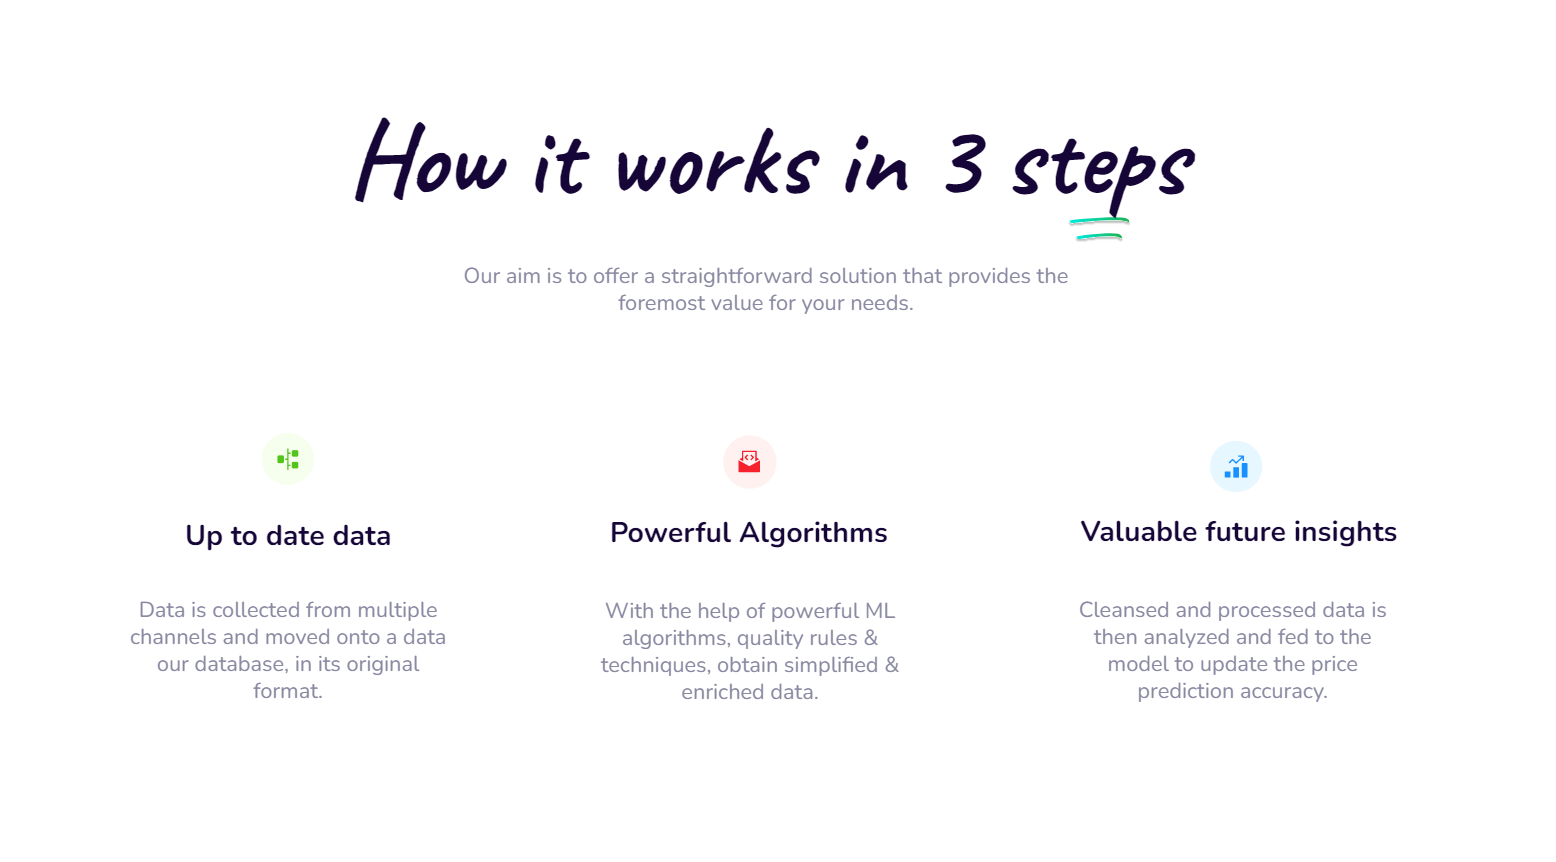 How it works in 3 steps
Our aim is to offer a straightforward solution that provides the
foremost value for your needs.
Up to date data
Data is collected from multiple
channels and moved onto a data
our database, in its original
format.
Powerful Algorithms
With the help of powerful ML
algorithms, quality rules &
techniques, obtain simplified &
enriched data.
Valuable future insights
Cleansed and processed data is
then analyzed and fed to the
model to update the price
prediction accuracy.